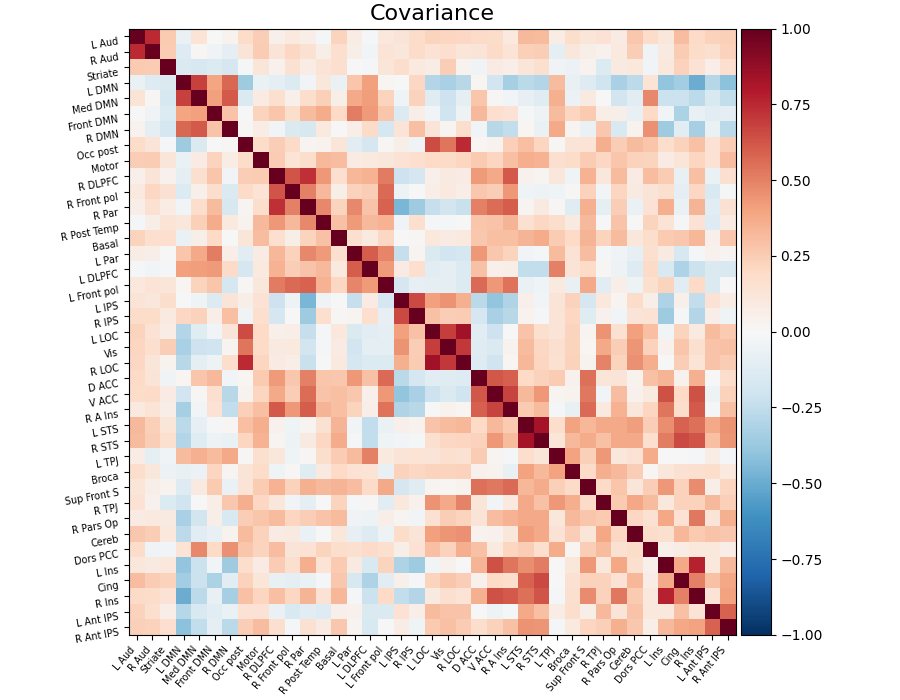 Covariance
L Aud
R Aud
Striate
L DMN
Med DMN
Front DMN
R DMN
Occ post
Motor
R DLPFC
R Front pol
R Par
R Post Temp
Basal
L Par
L DLPFC
L Front pol
L IPS
R IPS
L LOC
Vis
R LOC
D ACC
V ACC
R A Ins
L STS
R STS
L TPJ
Broca
Sup Front S
R TPJ
R Pars Op
Cereb
Dors PCC
L Ins
Cing
R Ins
L Ant IPS
R Ant IPS
L Aud
R Aud
Striate
L DMN
Med DMN
Front DMN
R DMN
Occ post
Motor
R DLPFC
R Front pol
R Par
R Post Temp
Basal
L Par
L DLPFC
L Front pol
L IPS
R IPS
L LOC
Vis
R LOC
D ACC
V ACC
R A Ins
L STS
R STS
L TPJ
Broca
Sup Front S
R TPJ
R Pars Op
Cereb
Dors PCC
L Ins
Cing
R Ins
L Ant IPS
R Ant IPS
1.00
0.75
0.50
0.25
0.00
−0.25
−0.50
−0.75
−1.00